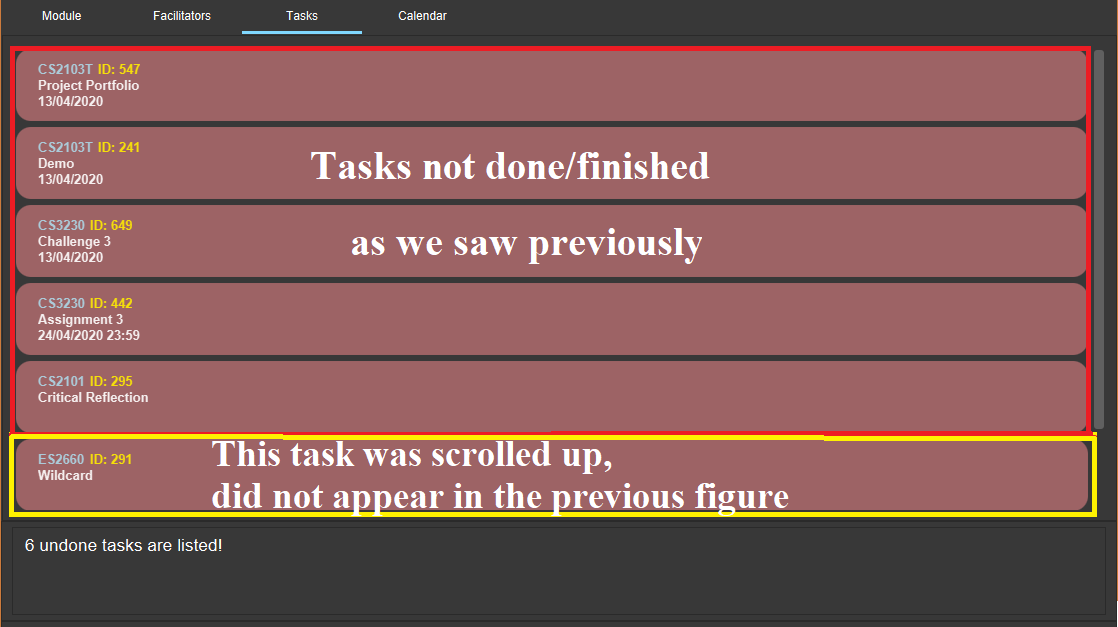 Module Facilitators Tasks Calendar
CS2103T ID: 547
Project Portfolio
13/04/2020
CS2103T ID: 241
Demo
13/04/2020
Tasks not done/finished
CS3230 ID: 649
Challenge 3
13/04/2020
as we saw previously
CS3230 ID: 442
Assignment 3
24/04/2020 23:59
CS2101 ID: 295
Critical Reflection
ES2660 ID: 291
Wildcard
This task was scrolled up,
did not appear in the previous figure
6 undone tasks are listed!